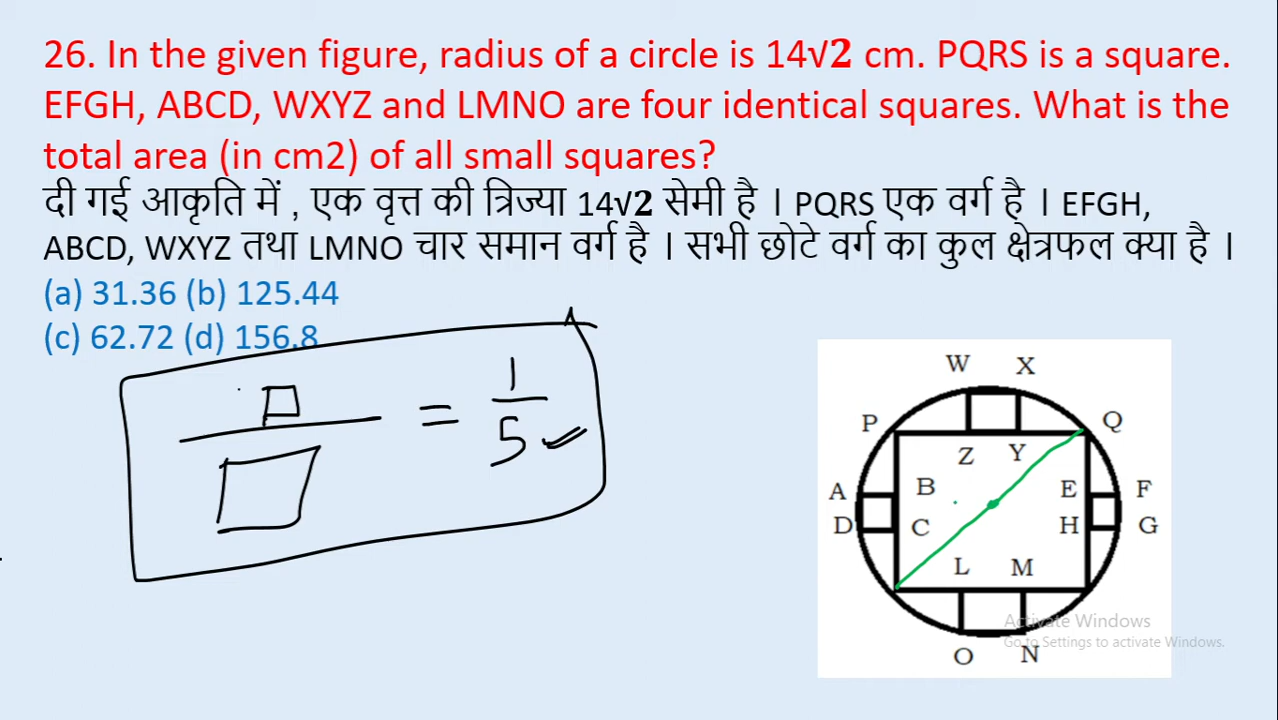 26. In the given figure, radius of a circle is 14√2 cm. PQRS is a square.
EFGH, ABCD, WXYZ and LMNO are four identical squares. What is the
total area (in cm2) of all small squares?
दी गई आकृति में , एक वृत्त की त्रिज्या 14√2 सेमी है । PQRS एक वर्ग है । EFGH,
ABCD, WXYZ तथा LMNO चार समान वर्ग है । सभी छोटे वर्ग का कुल क्षेत्रफल क्या है ।
(a) 31.36 (b) 125.44
(c) 62.72 (d) 156.8
= 1/5
W X
P Q
Z Y
A B E F
D C H G
L M
Activate Windows
Go to Settings to activate Windows.
O N